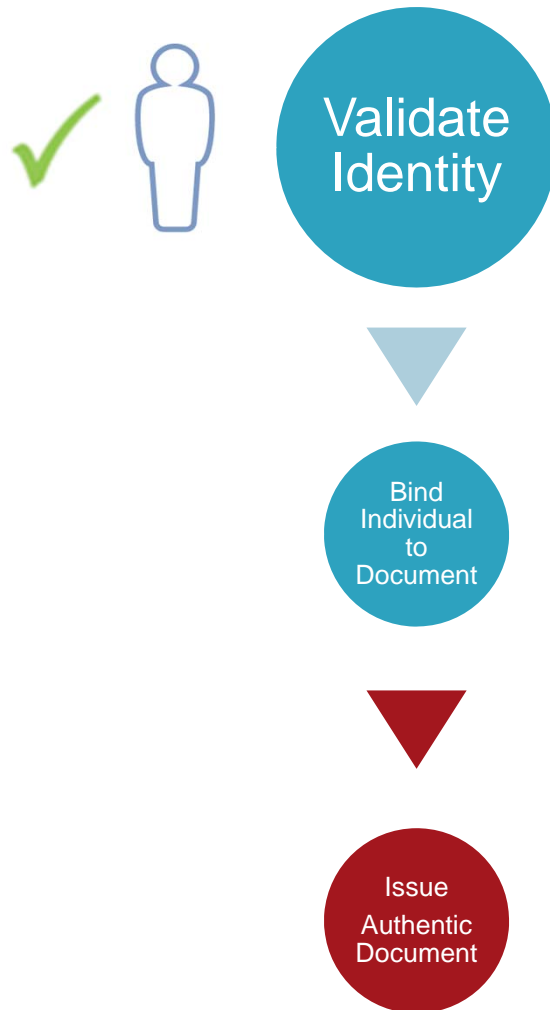 Validate
Identity
Bind
Individual
to
Document
Issue
Authentic
Document